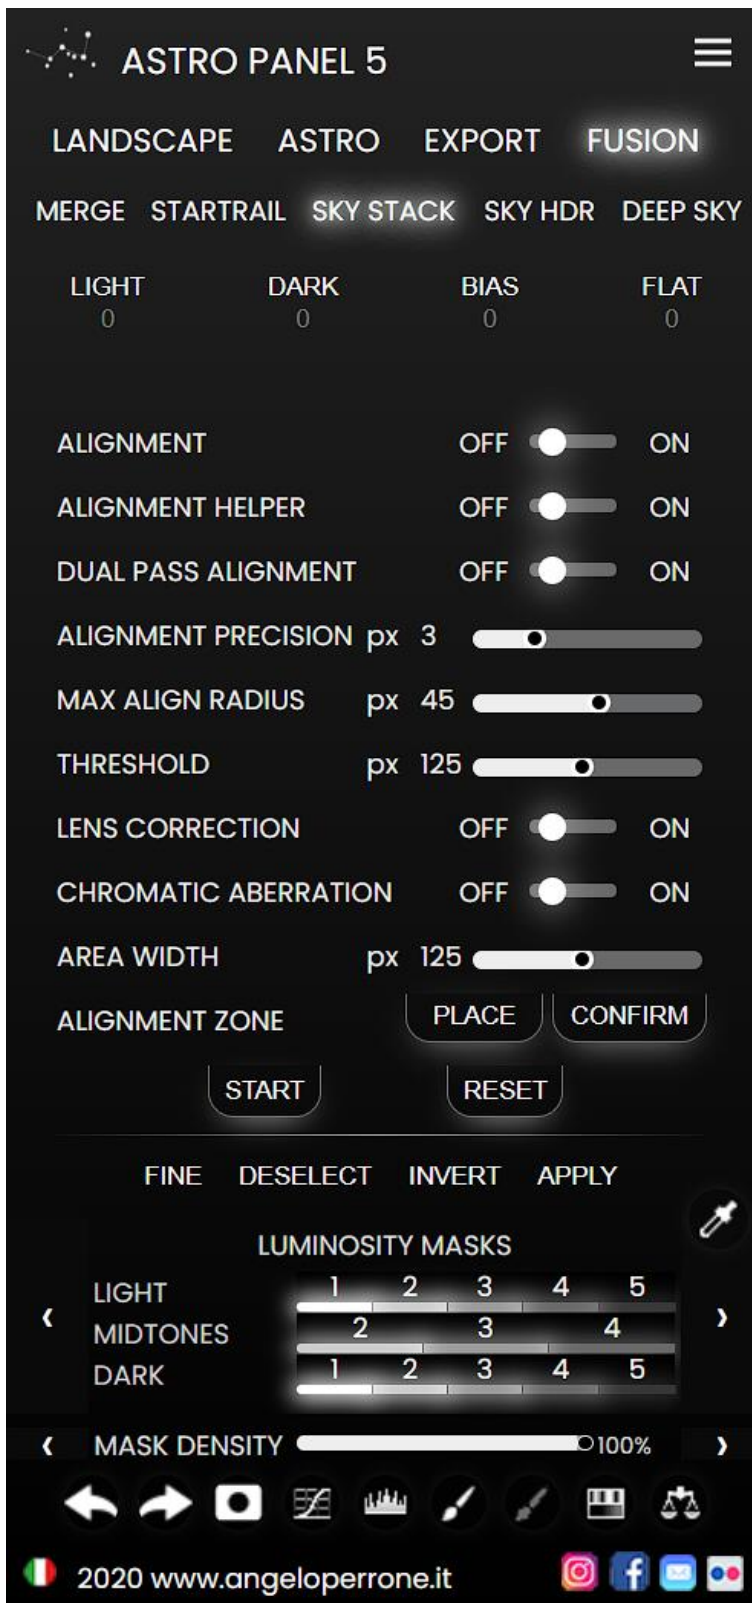 ASTRO PANEL 5
LANDSCAPE ASTRO EXPORT FUSION
MERGE STARTRAIL SKY STACK SKY HDR DEEP SKY
LIGHT DARK BIAS FLAT
0 0 0 0
ALIGNMENT OFF ON
ALIGNMENT HELPER OFF ON
DUAL PASS ALIGNMENT OFF ON
ALIGNMENT PRECISION px 3
MAX ALIGN RADIUS px 45
THRESHOLD px 125
LENS CORRECTION OFF ON
CHROMATIC ABERRATION OFF ON
AREA WIDTH px 125
ALIGNMENT ZONE PLACE CONFIRM
START RESET
FINE DESELECT INVERT APPLY
LUMINOSITY MASKS
LIGHT 1 2 3 4 5
MIDTONES 2 3 4
DARK 1 2 3 4 5
MASK DENSITY 100%
2020 www.angeloperrone.it